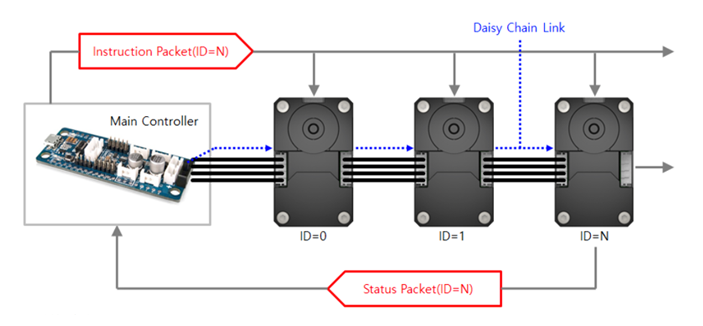 Daisy Chain Link
Instruction Packet(ID=N)
Main Controller
ID=0
ID=1
ID=N
Status Packet(ID=N)